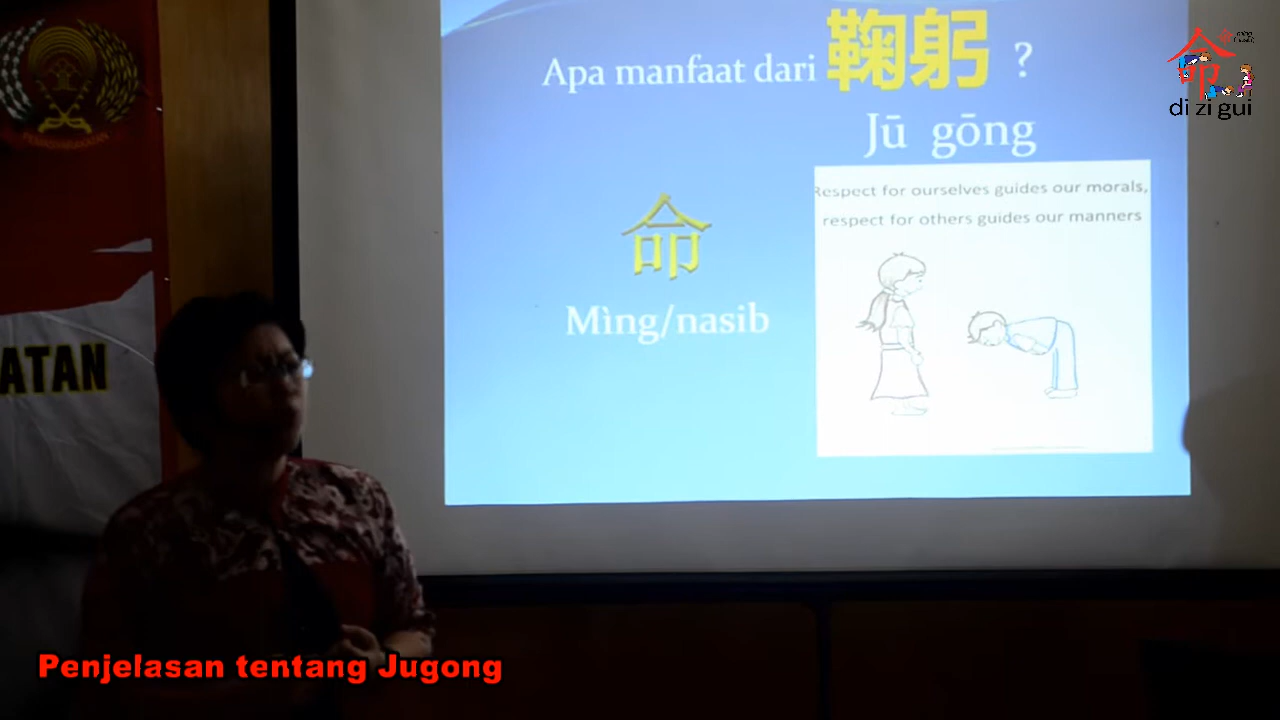 Apa manfaat dari 鞠躬 ?
Jū gōng
Respect for ourselves guides our morals,
respect for others guides our manners
命
Mìng/nasib
ATAN
命
di zi gui
Penjelasan tentang Jugong